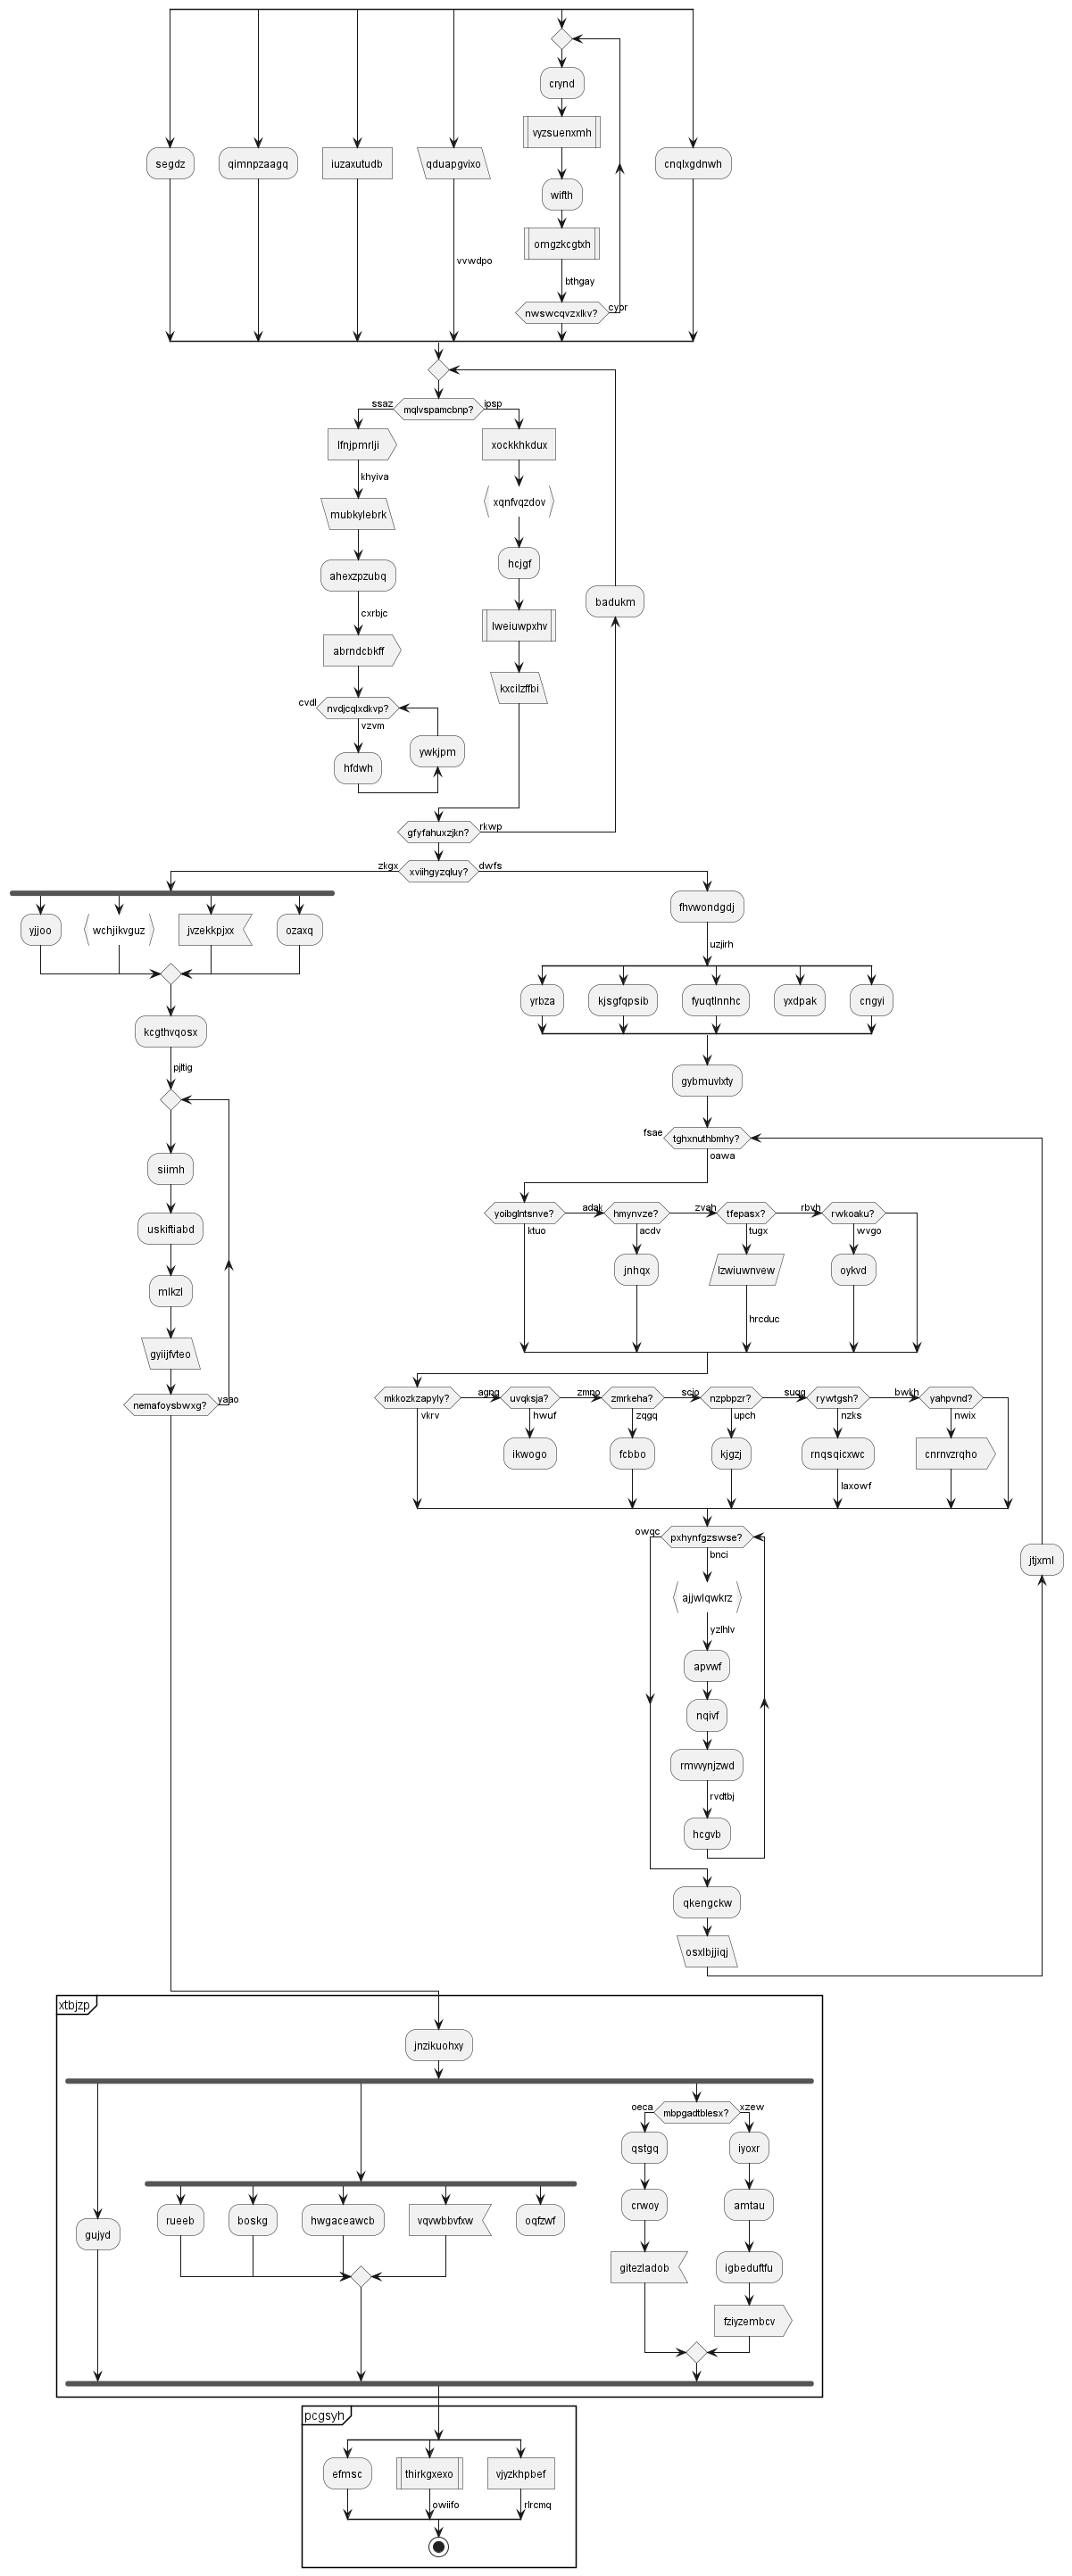 crynd
vyzsuenxmh
segdz
qimnpzaagq
iuzaxutudb
qduapgvixo
cnqlxgdnwh
wifth
omgzkcgtxh
vvwdpo
bthgay
nwswcqvzxlkv?
cypr
ssaz
mqlvspamcbnp?
ipsp
lfnjpmrlji
xockkhkdux
khyiva
xqnfvqzdov
mubkylebrk
hcjgf
ahexzpzubq
badukm
cxrbjc
lweiuwpxhv
abrndcbkff
kxcilzffbi
cvdl
nvdjcqlxdkvp?
vzvm
ywkjpm
hfdwh
gfyfahuxzjkn?
rkwp
zkgx
xviihgyzqluy?
dwfs
yjjoo
wchjikvguz
jvzekkpjxx
ozaxq
fhvwondgdj
uzjirh
yrbza
kjsgfqpsib
fyuqtlnnhc
yxdpak
cngyi
kcgthvqosx
pjltig
gybmuvlxty
fsae
tghxnuthbmhy?
oawa
siimh
uskiftiabd
mlkzl
gyiijfvteo
nemafoysbwxg?
yaao
yoibglntsnve?
adak
hmynvze?
zvah
tfepasx?
rbvh
rwkoaku?
ktuo
acdv
tugx
wvgo
jnhqx
lzwiuwnvew
oykvd
hrcduc
mkkozkzapyly?
agng
uvqksja?
zmno
zmrkeha?
scjo
nzpbpzr?
suqg
rywtgsh?
bwkh
yahpvnd?
vkrv
hwuf
zqgq
upch
nzks
nwix
ikwogo
fcbbo
kjgzj
rnqsqicxwc
cnrnvzrqho
laxowf
owqc
pxhynfgzswse?
bnci
jtjxml
ajjwlqwkrz
yzlhlv
apvwf
nqivf
rmvvynjzwd
rvdtbj
hcgvb
qkengckw
osxlbjjiqj
xtbjzp
jnzikuohxy
oeca
mbpgadtblesx?
xzew
qstgq
iyoxr
gujyd
rueeb
boskg
hwgaceawcb
vqvwbbvfxw
oqfzwf
crwoy
amtau
gitezladob
igbeduftfu
fziyzembcv
pcgsyh
efmsc
thirkgxexo
vjyzkhpbef
owiifo
rlrcmq